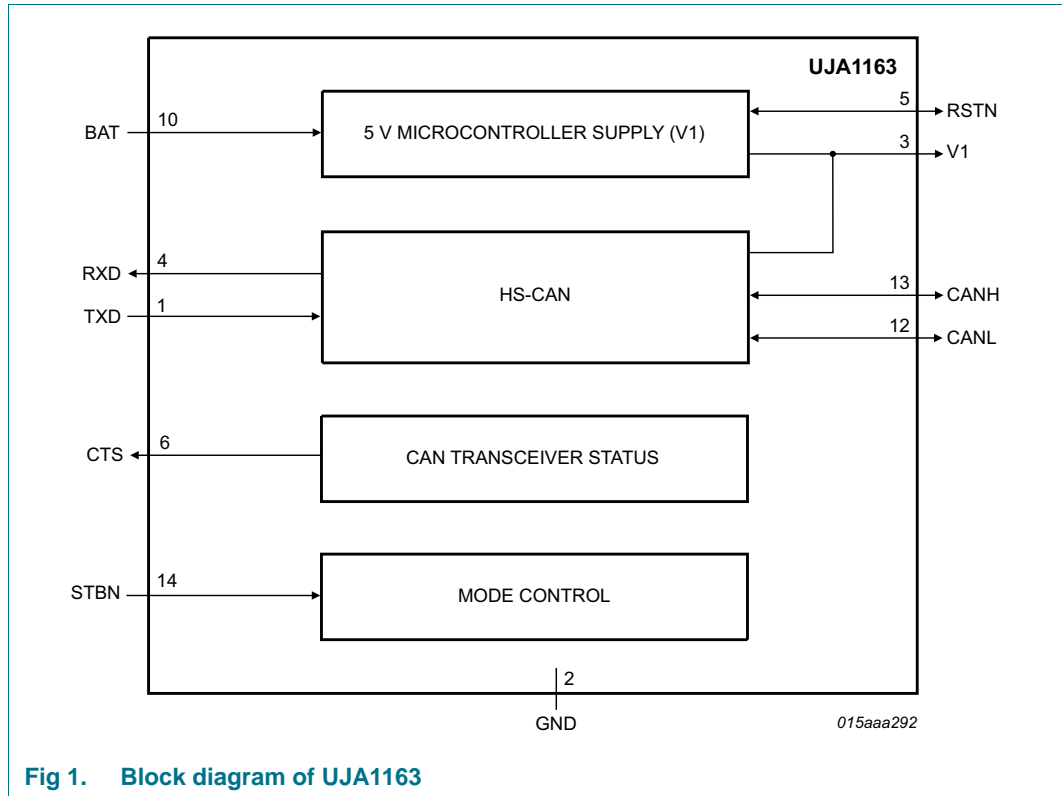 UJA1163
BAT
10
5 V MICROCONTROLLER SUPPLY (V1)
5
RSTN
3
V1
RXD
4
TXD
1
HS-CAN
13
CANH
12
CANL
CTS
6
CAN TRANSCEIVER STATUS
STBN
14
MODE CONTROL
2
GND
015aaa292
Fig 1. Block diagram of UJA1163